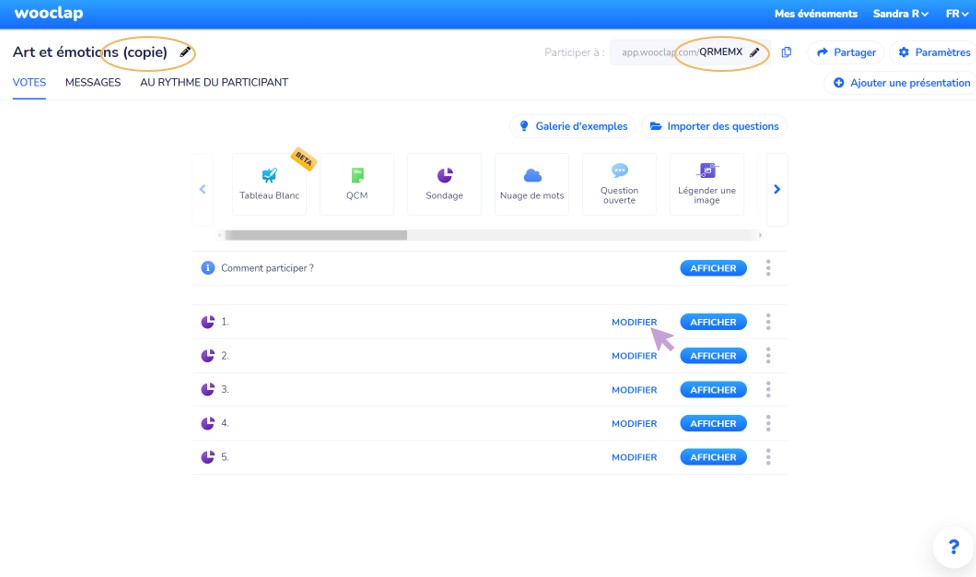 wooclap
Mes événements Sandra R FR
Art et émotions (copie)
Participer à : app.wooclap.com/QRMEMX Partager Paramètres
VOTES MESSAGES AU RYTHME DU PARTICIPANT
Ajouter une présentation
Galerie d'exemples Importer des questions
BETA
Tableau Blanc QCM Sondage Nuage de mots Question ouverte Légender une image
Comment participer ? AFFICHER
1. MODIFIER AFFICHER
2. MODIFIER AFFICHER
3. MODIFIER AFFICHER
4. MODIFIER AFFICHER
5. MODIFIER AFFICHER
?